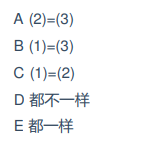 A (2)=(3)
B (1)=(3)
C (1)=(2)
D 都不一样
E 都一样